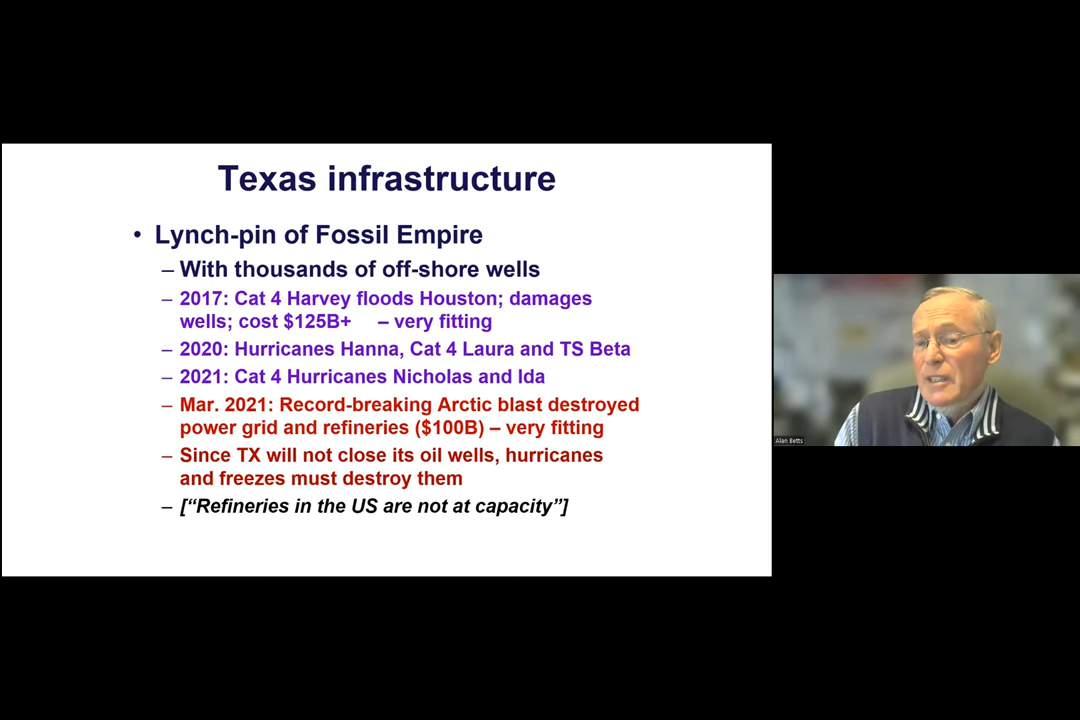 Texas infrastructure
• Lynch-pin of Fossil Empire
– With thousands of off-shore wells
– 2017: Cat 4 Harvey floods Houston; damages
wells; cost $125B+ – very fitting
– 2020: Hurricanes Hanna, Cat 4 Laura and TS Beta
– 2021: Cat 4 Hurricanes Nicholas and Ida
– Mar. 2021: Record-breaking Arctic blast destroyed
power grid and refineries ($100B) – very fitting
– Since TX will not close its oil wells, hurricanes
and freezes must destroy them
– [“Refineries in the US are not at capacity”]
Alan Betts